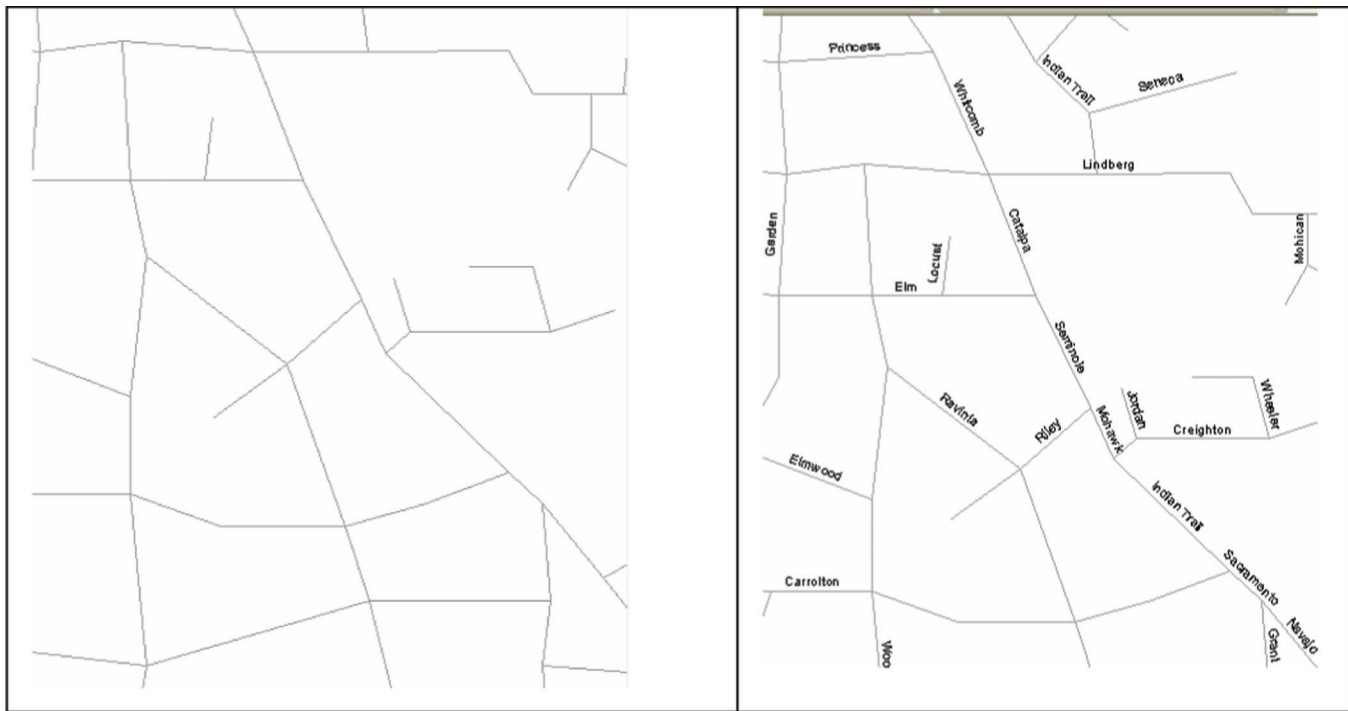 Princess
Indian Trail
Seneca
Whitcomb
Lindberg
Garden
Catalpa
Mohican
Locust
Elm
Seminole
Ravinia
Riley
Mohawk
Jordan
Wheeler
Creighton
Elmwood
Indian Trail
Carrolton
Sacramento
Woo
Grant
Navajo